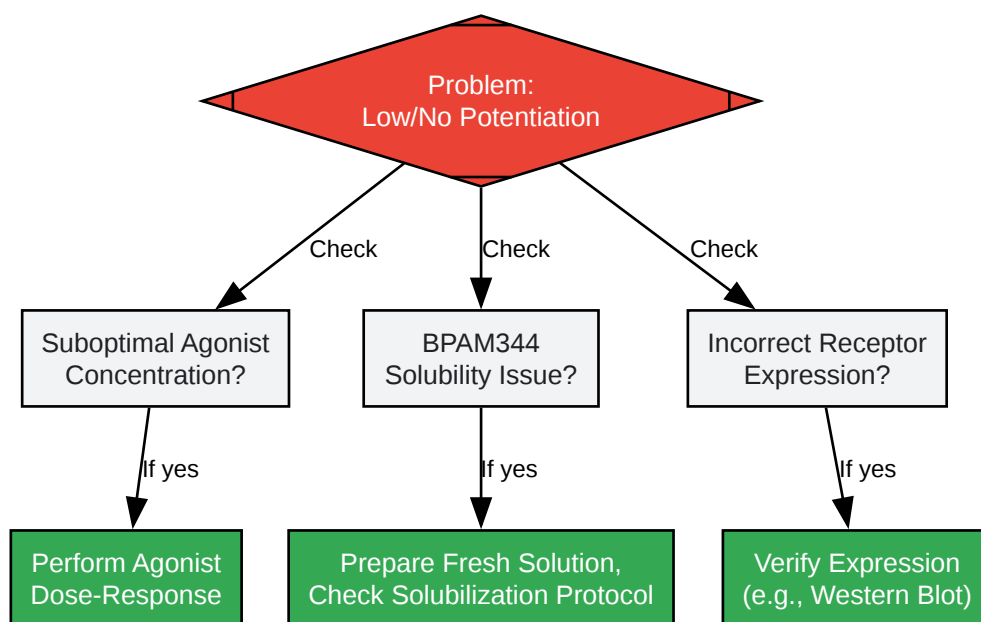 Problem:
Low/No Potentiation
Check
Check
Check
Suboptimal Agonist
Concentration?
BPAM344
Solubility Issue?
Incorrect Receptor
Expression?
If yes
If yes
If yes
Perform Agonist
Dose-Response
Prepare Fresh Solution,
Check Solubilization Protocol
Verify Expression
(e.g., Western Blot)